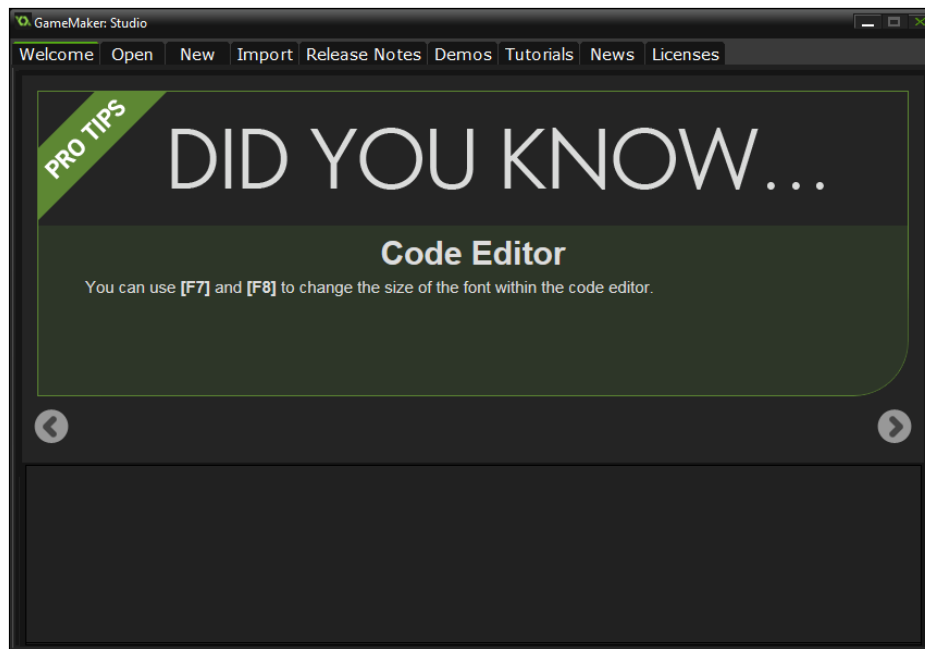 GameMaker: Studio
Welcome Open New Import Release Notes Demos Tutorials News Licenses
PRO TIPS
DID YOU KNOW...
Code Editor
You can use [F7] and [F8] to change the size of the font within the code editor.